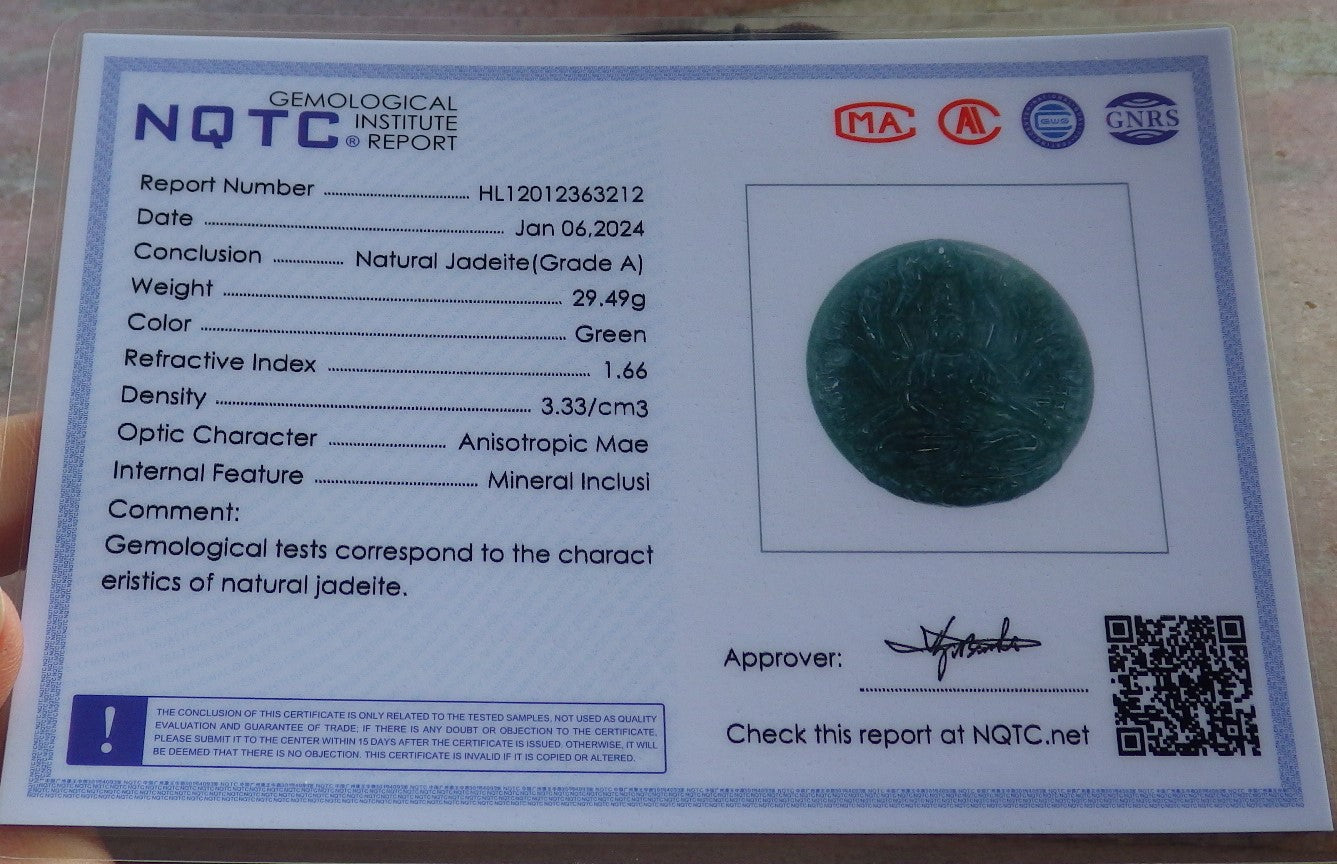 NQTC® GEMOLOGICAL
INSTITUTE
REPORT
MA
AL
GWS
GNRS
Report Number HL12012363212
Date Jan 06,2024
Conclusion Natural Jadeite(Grade A)
Weight 29.49g
Color Green
Refractive Index 1.66
Density 3.33/cm3
Optic Character Anisotropic Mae
Internal Feature Mineral Inclusi
Comment:
Gemological tests correspond to the charact
eristics of natural jadeite.
Approver:
Check this report at NQTC.net
!
THE CONCLUSION OF THIS CERTIFICATE IS ONLY RELATED TO THE TESTED SAMPLES, NOT USED AS QUALITY
EVALUATION AND GUARANTEE OF TRADE; IF THERE IS ANY DOUBT OR OBJECTION TO THE CERTIFICATE,
PLEASE SUBMIT IT TO THE CENTER WITHIN 15 DAYS AFTER THE CERTIFICATE IS ISSUED. OTHERWISE, IT WILL
BE DEEMED THAT THERE IS NO OBJECTION. THIS CERTIFICATE IS INVALID IF IT IS COPIED OR ALTERED.